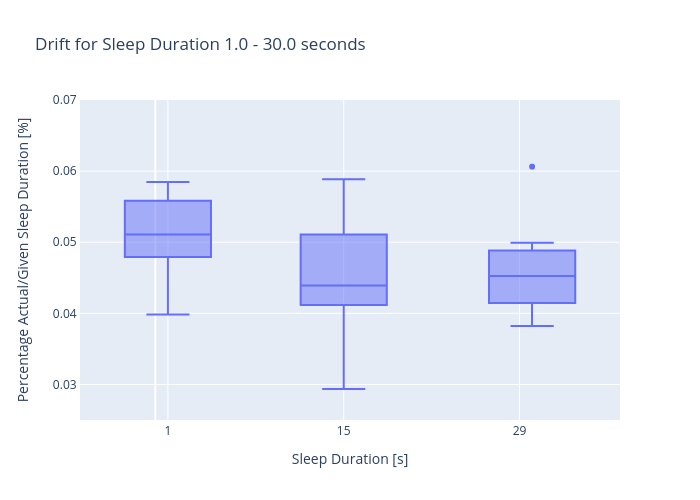 Drift for Sleep Duration 1.0 - 30.0 seconds
Percentage Actual/Given Sleep Duration [%]
0.07
0.06
0.05
0.04
0.03
1
15
29
Sleep Duration [s]